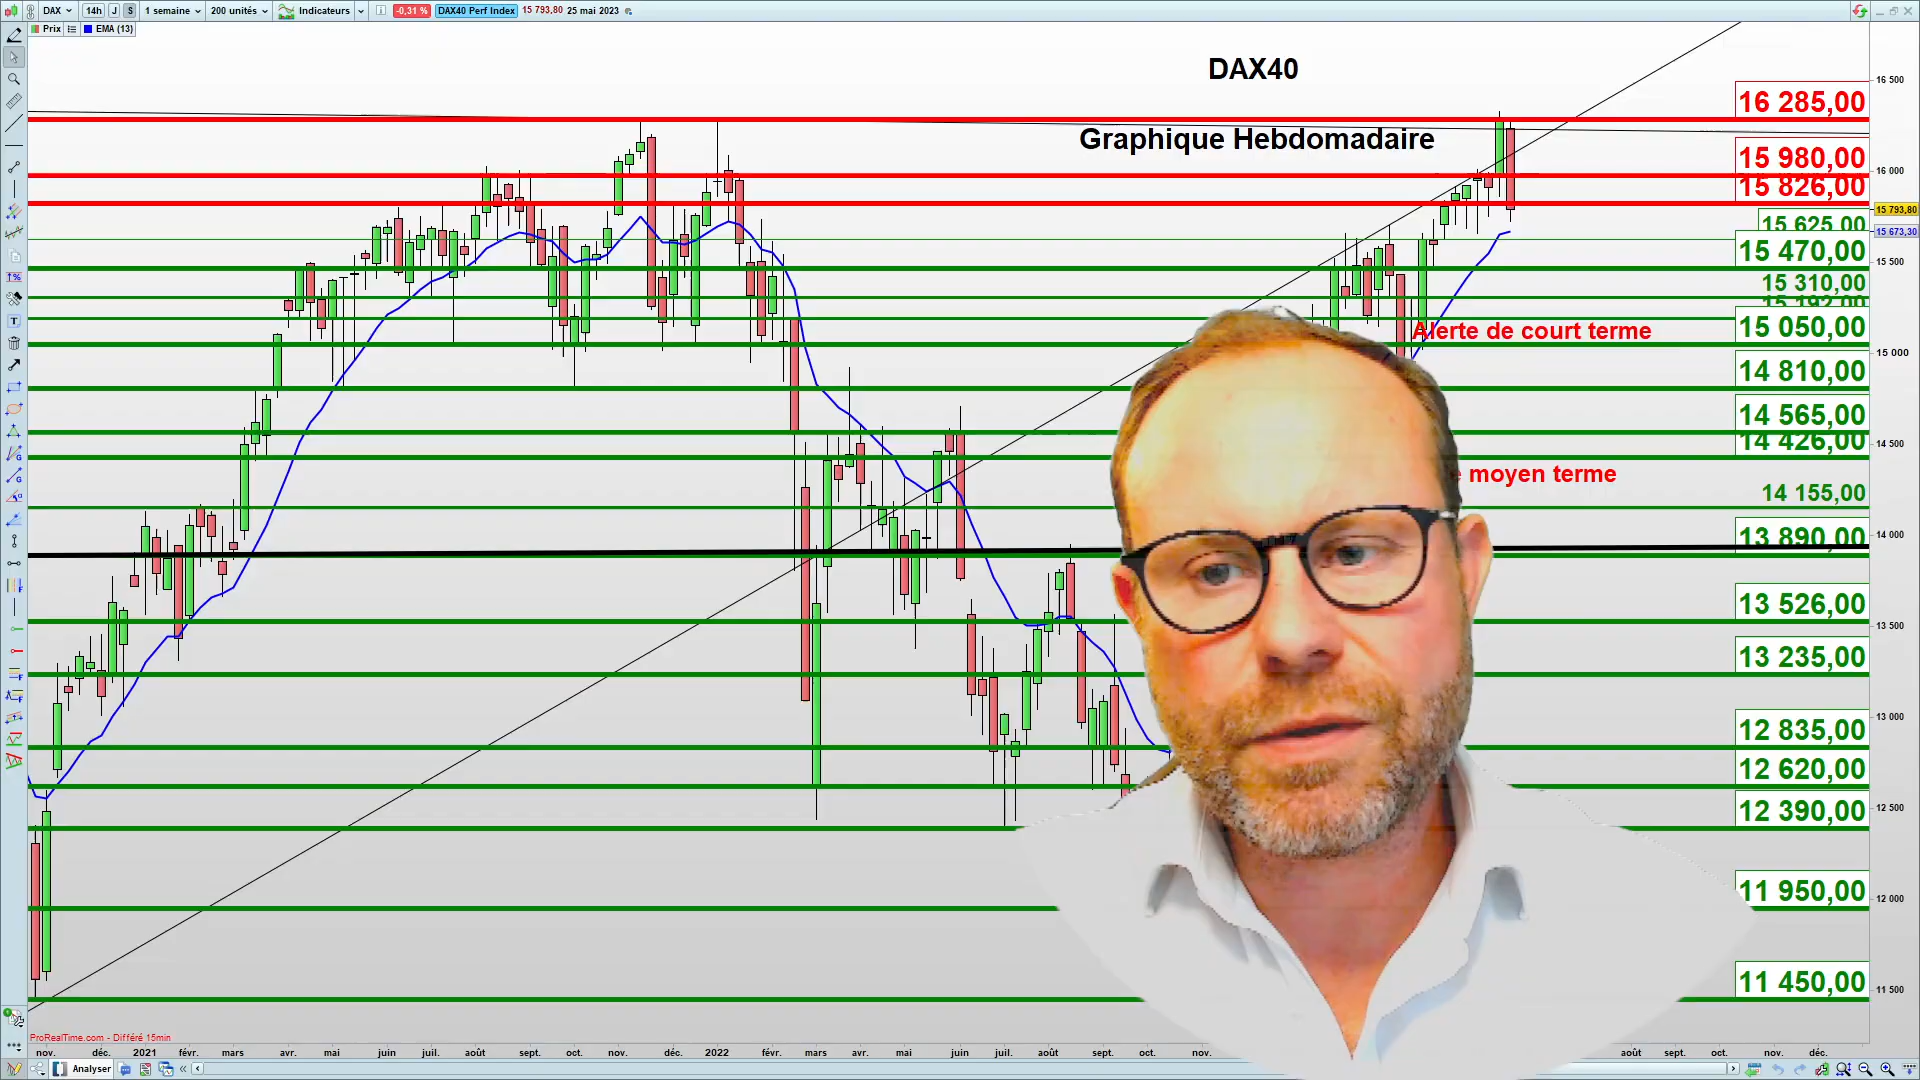 DAX
14h
J
S
1 semaine
200 unités
Indicateurs
-0,31 %
DAX40 Perf Index
15 793,80
25 mai 2023
Prix
EMA (13)
DAX40
Graphique Hebdomadaire
16 285,00
15 980,00
15 826,00
15 625,00
15 470,00
15 310,00
15 192,00
Alerte de court terme
15 050,00
14 810,00
14 565,00
14 426,00
moyen terme
14 155,00
13 890,00
13 526,00
13 235,00
12 835,00
12 620,00
12 390,00
11 950,00
11 450,00
16 500
16 000
15 793,80
15 673,30
15 500
15 000
14 500
14 000
13 500
13 000
12 500
12 000
11 500
ProRealTime.com - Différé 15min
nov. déc. 2021 févr. mars avr. mai juin juil. août sept. oct. nov. déc. 2022 févr. mars avr. mai juin juil. août sept. oct. nov. août sept. oct. nov. déc.
Analyser